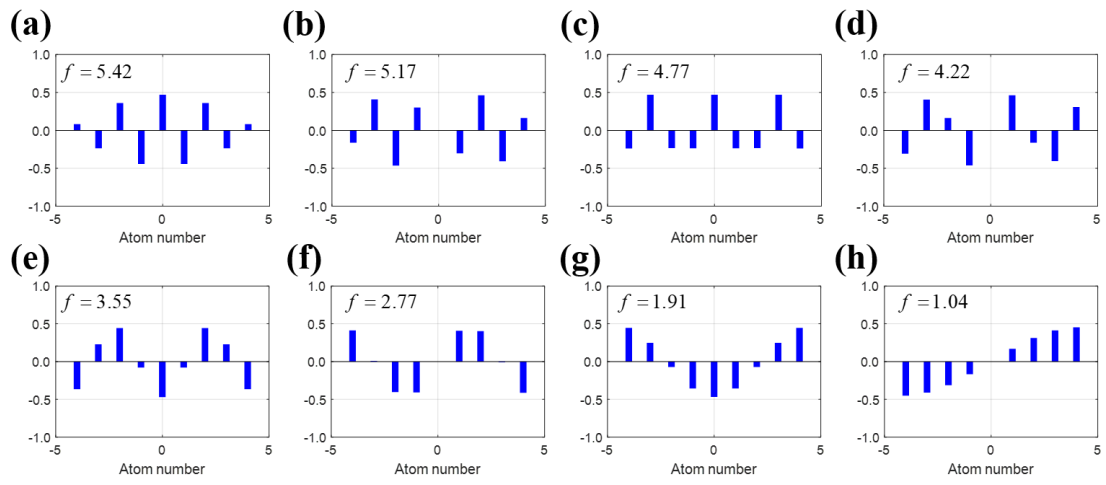 (a)
f = 5.42
1.0
0.5
0.0
-0.5
-1.0
-5 0 5
Atom number
(b)
f = 5.17
1.0
0.5
0.0
-0.5
-1.0
-5 0 5
Atom number
(c)
f = 4.77
1.0
0.5
0.0
-0.5
-1.0
-5 0 5
Atom number
(d)
f = 4.22
1.0
0.5
0.0
-0.5
-1.0
-5 0 5
Atom number
(e)
f = 3.55
1.0
0.5
0.0
-0.5
-1.0
-5 0 5
Atom number
(f)
f = 2.77
1.0
0.5
0.0
-0.5
-1.0
-5 0 5
Atom number
(g)
f = 1.91
1.0
0.5
0.0
-0.5
-1.0
-5 0 5
Atom number
(h)
f =1.04
1.0
0.5
0.0
-0.5
-1.0
-5 0 5
Atom number